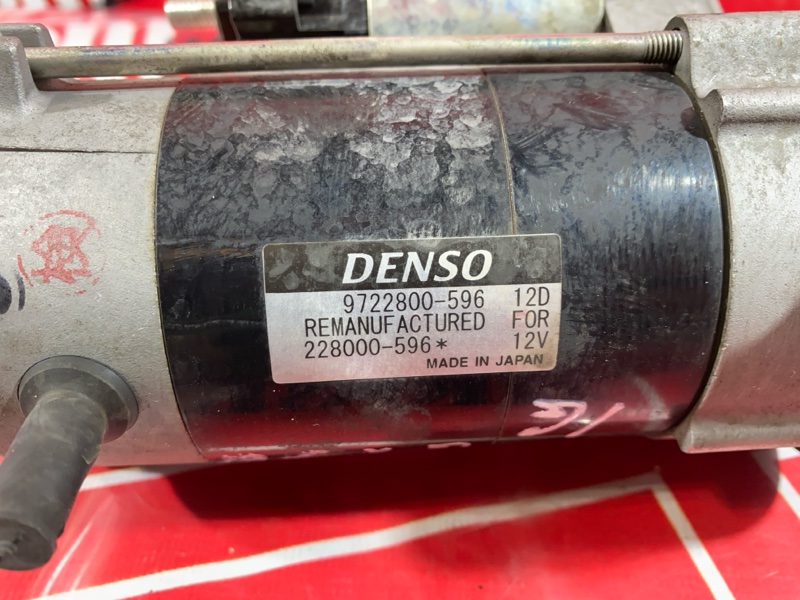 DENSO
9722800-596 12D
REMANUFACTURED FOR
228000-596* 12V
MADE IN JAPAN